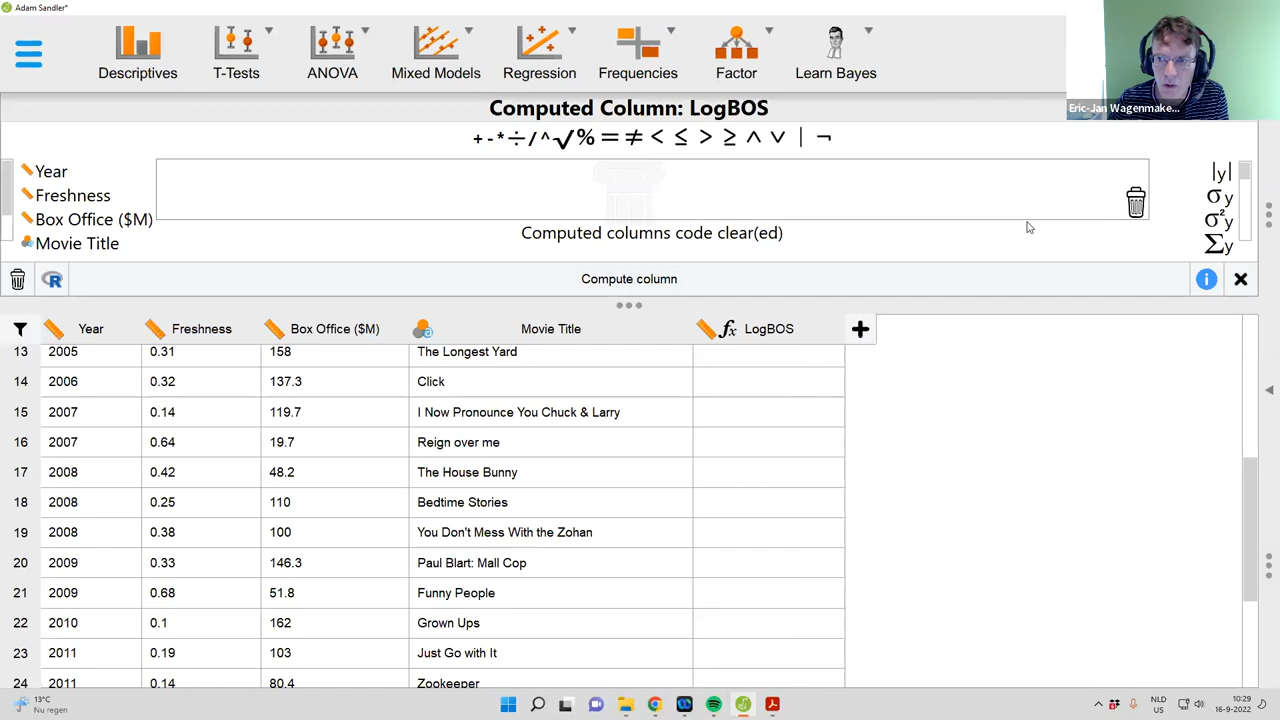 Adam Sandler*
Descriptives
T-Tests
ANOVA
Mixed Models
Regression
Frequencies
Factor
Learn Bayes
Eric-Jan Wagenmake...
Computed Column: LogBOS
+ - * ÷ / ^ √ % = ≠ < ≤ > ≥ ∧ ∨ | ¬
Year
Freshness
Box Office ($M)
Movie Title
|y|
σy
σ²y
Σy
Computed columns code clear(ed)
R
Compute column
i
Year Freshness Box Office ($M) Movie Title fx LogBOS
13 2005 0.31 158 The Longest Yard
14 2006 0.32 137.3 Click
15 2007 0.14 119.7 I Now Pronounce You Chuck & Larry
16 2007 0.64 19.7 Reign over me
17 2008 0.42 48.2 The House Bunny
18 2008 0.25 110 Bedtime Stories
19 2008 0.38 100 You Don't Mess With the Zohan
20 2009 0.33 146.3 Paul Blart: Mall Cop
21 2009 0.68 51.8 Funny People
22 2010 0.1 162 Grown Ups
23 2011 0.19 103 Just Go with It
24 2011 0.14 80.4 Zookeeper
13°C
Nu regen
NLD
US
10:29
16-9-2022